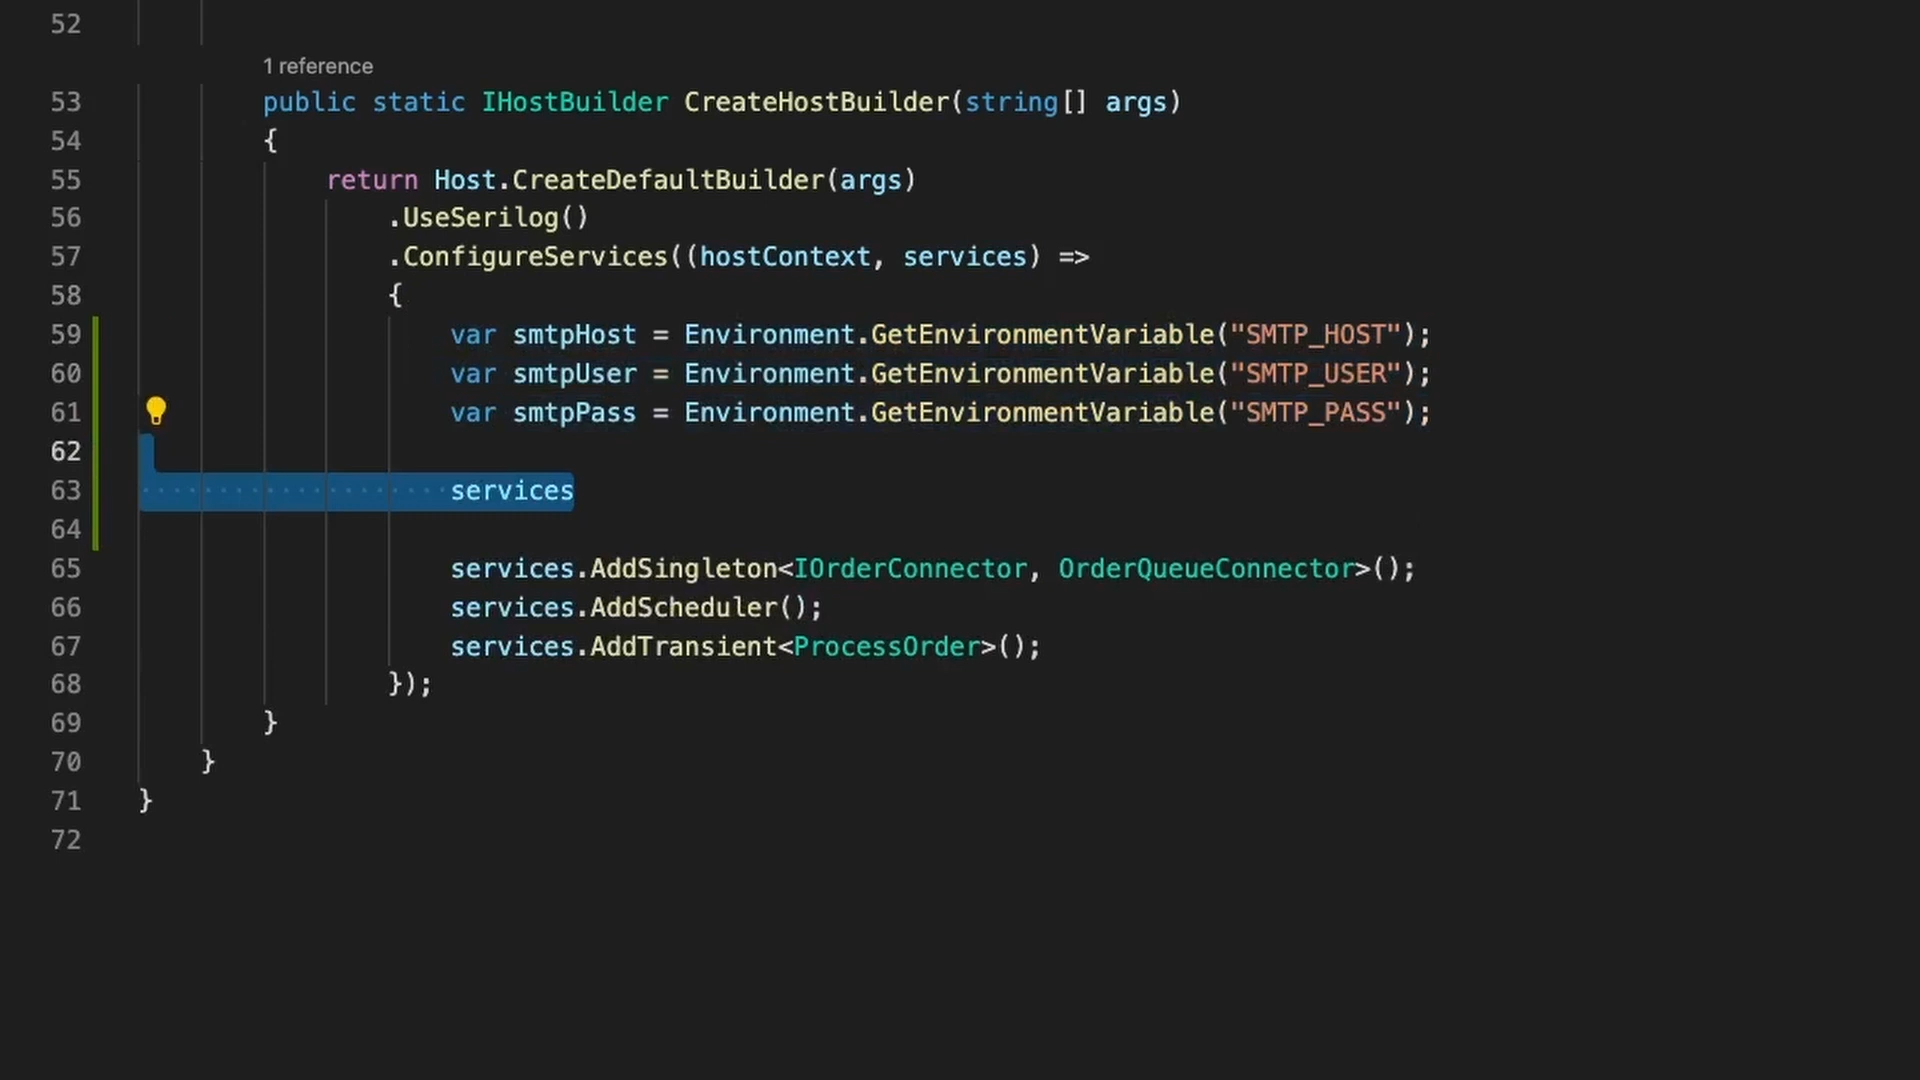 52
1 reference
53 public static IHostBuilder CreateHostBuilder(string[] args)
54 {
55 return Host.CreateDefaultBuilder(args)
56 .UseSerilog()
57 .ConfigureServices((hostContext, services) =>
58 {
59 var smtpHost = Environment.GetEnvironmentVariable("SMTP_HOST");
60 var smtpUser = Environment.GetEnvironmentVariable("SMTP_USER");
61 var smtpPass = Environment.GetEnvironmentVariable("SMTP_PASS");
62
63 services
64
65 services.AddSingleton<IOrderConnector, OrderQueueConnector>();
66 services.AddScheduler();
67 services.AddTransient<ProcessOrder>();
68 });
69 }
70 }
71 }
72